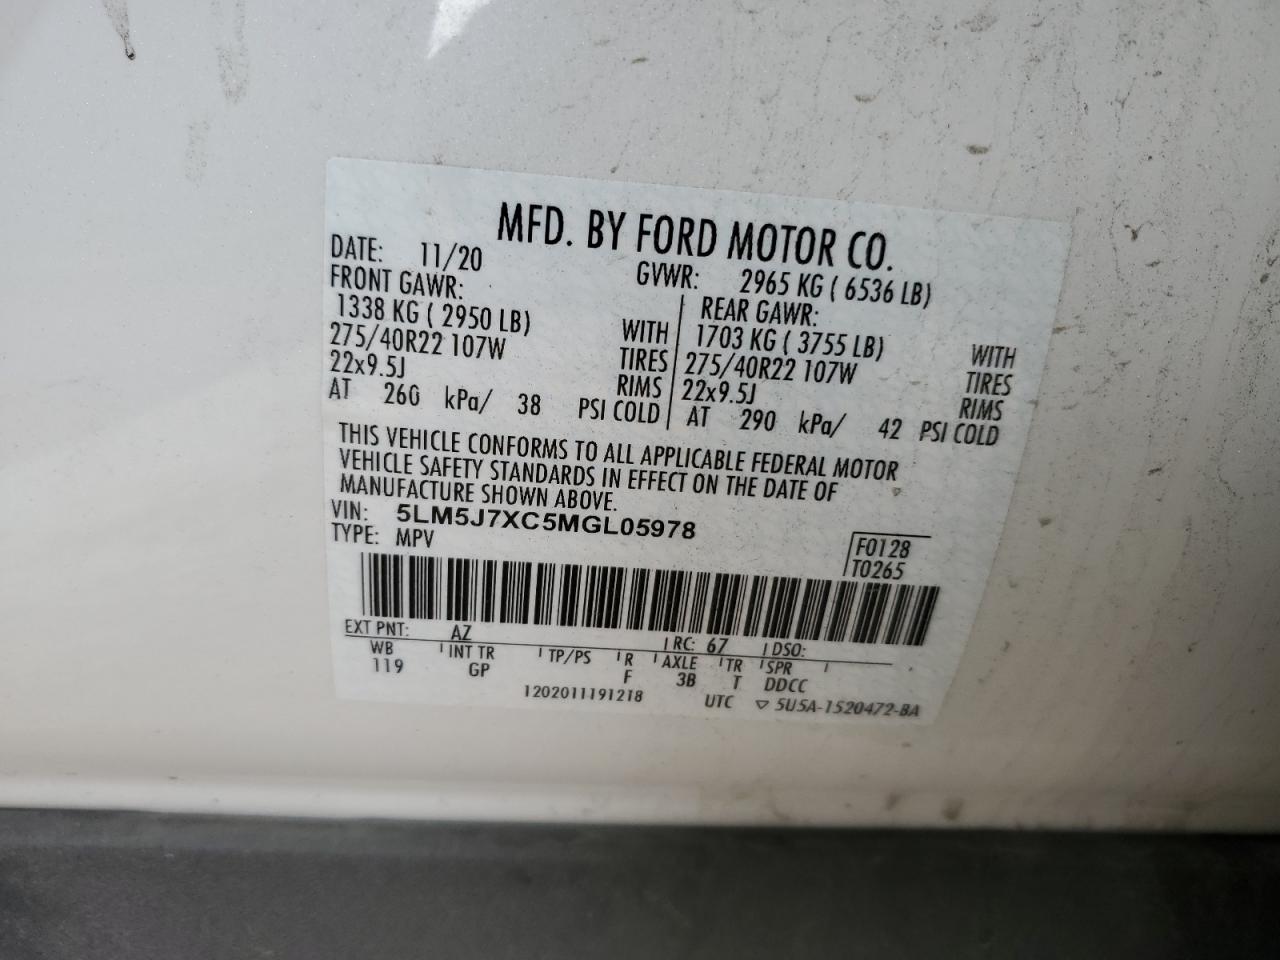 MFD. BY FORD MOTOR CO.
DATE: 11/20 GVWR: 2965 KG ( 6536 LB)
FRONT GAWR: REAR GAWR:
1338 KG ( 2950 LB) WITH 1703 KG ( 3755 LB) WITH
275/40R22 107W TIRES 275/40R22 107W TIRES
22x9.5J RIMS 22x9.5J RIMS
AT 260 kPa/ 38 PSI COLD AT 290 kPa/ 42 PSI COLD
THIS VEHICLE CONFORMS TO ALL APPLICABLE FEDERAL MOTOR
VEHICLE SAFETY STANDARDS IN EFFECT ON THE DATE OF
MANUFACTURE SHOWN ABOVE.
VIN: 5LM5J7XC5MGL05978
TYPE: MPV F0128
T0265
EXT PNT: AZ RC: 67 DSO:
WB INT TR TP/PS R AXLE TR SPR
119 GP F 3B T DDCC
1202011191218 UTC ▽ 5U5A-1520472-BA